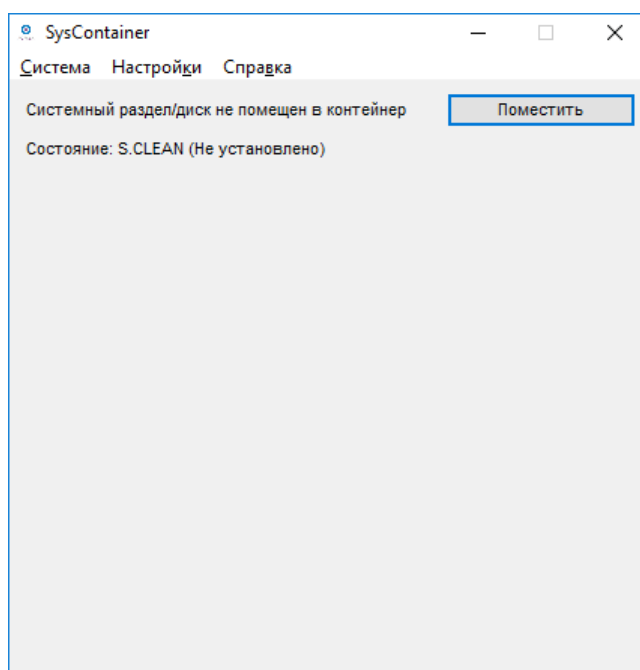 SysContainer
Система Настройки Справка
Системный раздел/диск не помещен в контейнер Поместить
Состояние: S.CLEAN (Не установлено)